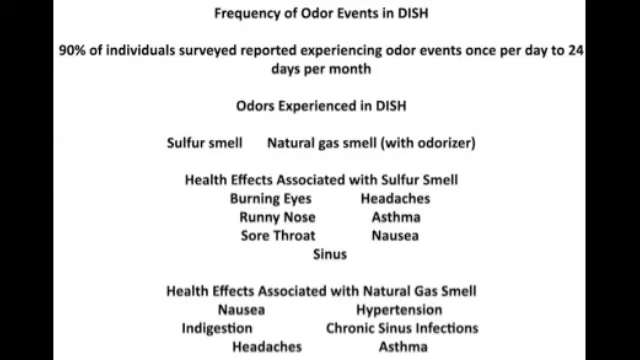 Frequency of Odor Events in DISH
90% of individuals surveyed reported experiencing odor events once per day to 24
days per month
Odors Experienced in DISH
Sulfur smell Natural gas smell (with odorizer)
Health Effects Associated with Sulfur Smell
Burning Eyes Headaches
Runny Nose Asthma
Sore Throat Nausea
Sinus
Health Effects Associated with Natural Gas Smell
Nausea Hypertension
Indigestion Chronic Sinus Infections
Headaches Asthma